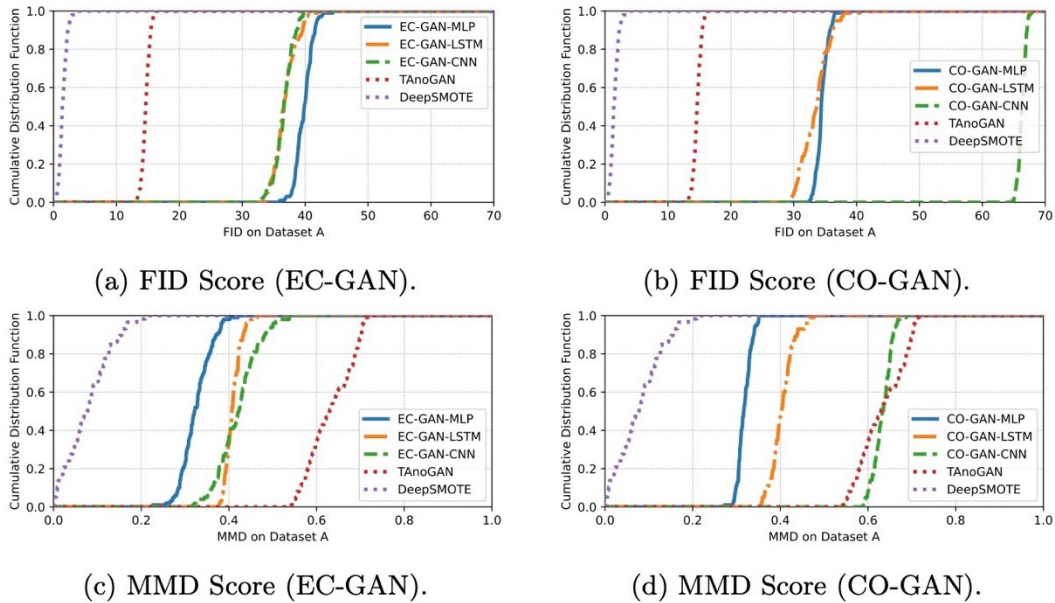 Cumulative Distribution Function
1.0
0.8
0.6
0.4
0.2
0.0
EC-GAN-MLP
EC-GAN-LSTM
EC-GAN-CNN
TAnoGAN
DeepSMOTE
0 10 20 30 40 50 60 70
FID on Dataset A
(a) FID Score (EC-GAN).
Cumulative Distribution Function
1.0
0.8
0.6
0.4
0.2
0.0
CO-GAN-MLP
CO-GAN-LSTM
CO-GAN-CNN
TAnoGAN
DeepSMOTE
0 10 20 30 40 50 60 70
FID on Dataset A
(b) FID Score (CO-GAN).
Cumulative Distribution Function
1.0
0.8
0.6
0.4
0.2
0.0
EC-GAN-MLP
EC-GAN-LSTM
EC-GAN-CNN
TAnoGAN
DeepSMOTE
0.0 0.2 0.4 0.6 0.8 1.0
MMD on Dataset A
(c) MMD Score (EC-GAN).
Cumulative Distribution Function
1.0
0.8
0.6
0.4
0.2
0.0
CO-GAN-MLP
CO-GAN-LSTM
CO-GAN-CNN
TAnoGAN
DeepSMOTE
0.0 0.2 0.4 0.6 0.8 1.0
MMD on Dataset A
(d) MMD Score (CO-GAN).